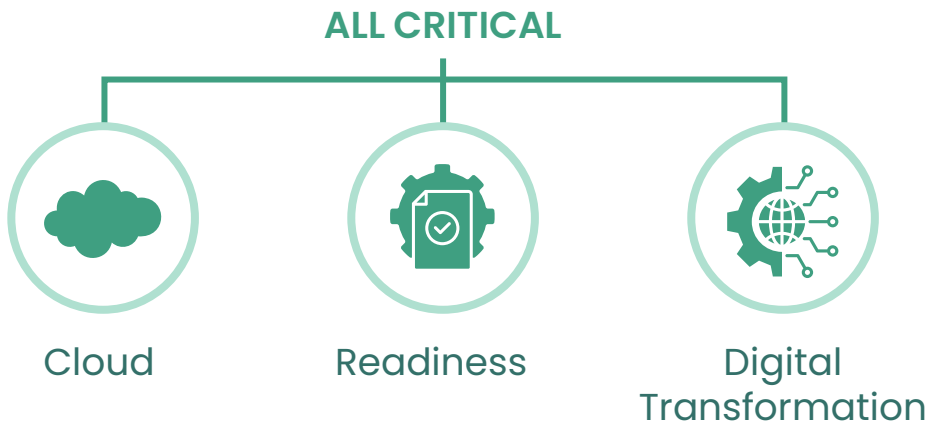 ALL CRITICAL
Cloud
Readiness
Digital
Transformation